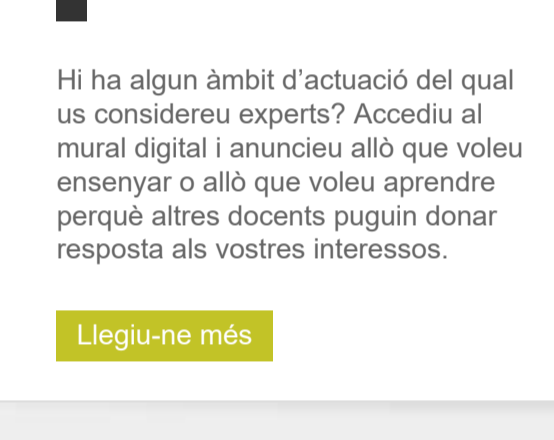 Hi ha algun àmbit d’actuació del qual
us considereu experts? Accediu al
mural digital i anuncieu allò que voleu
ensenyar o allò que voleu aprendre
perquè altres docents puguin donar
resposta als vostres interessos.
Llegiu-ne més